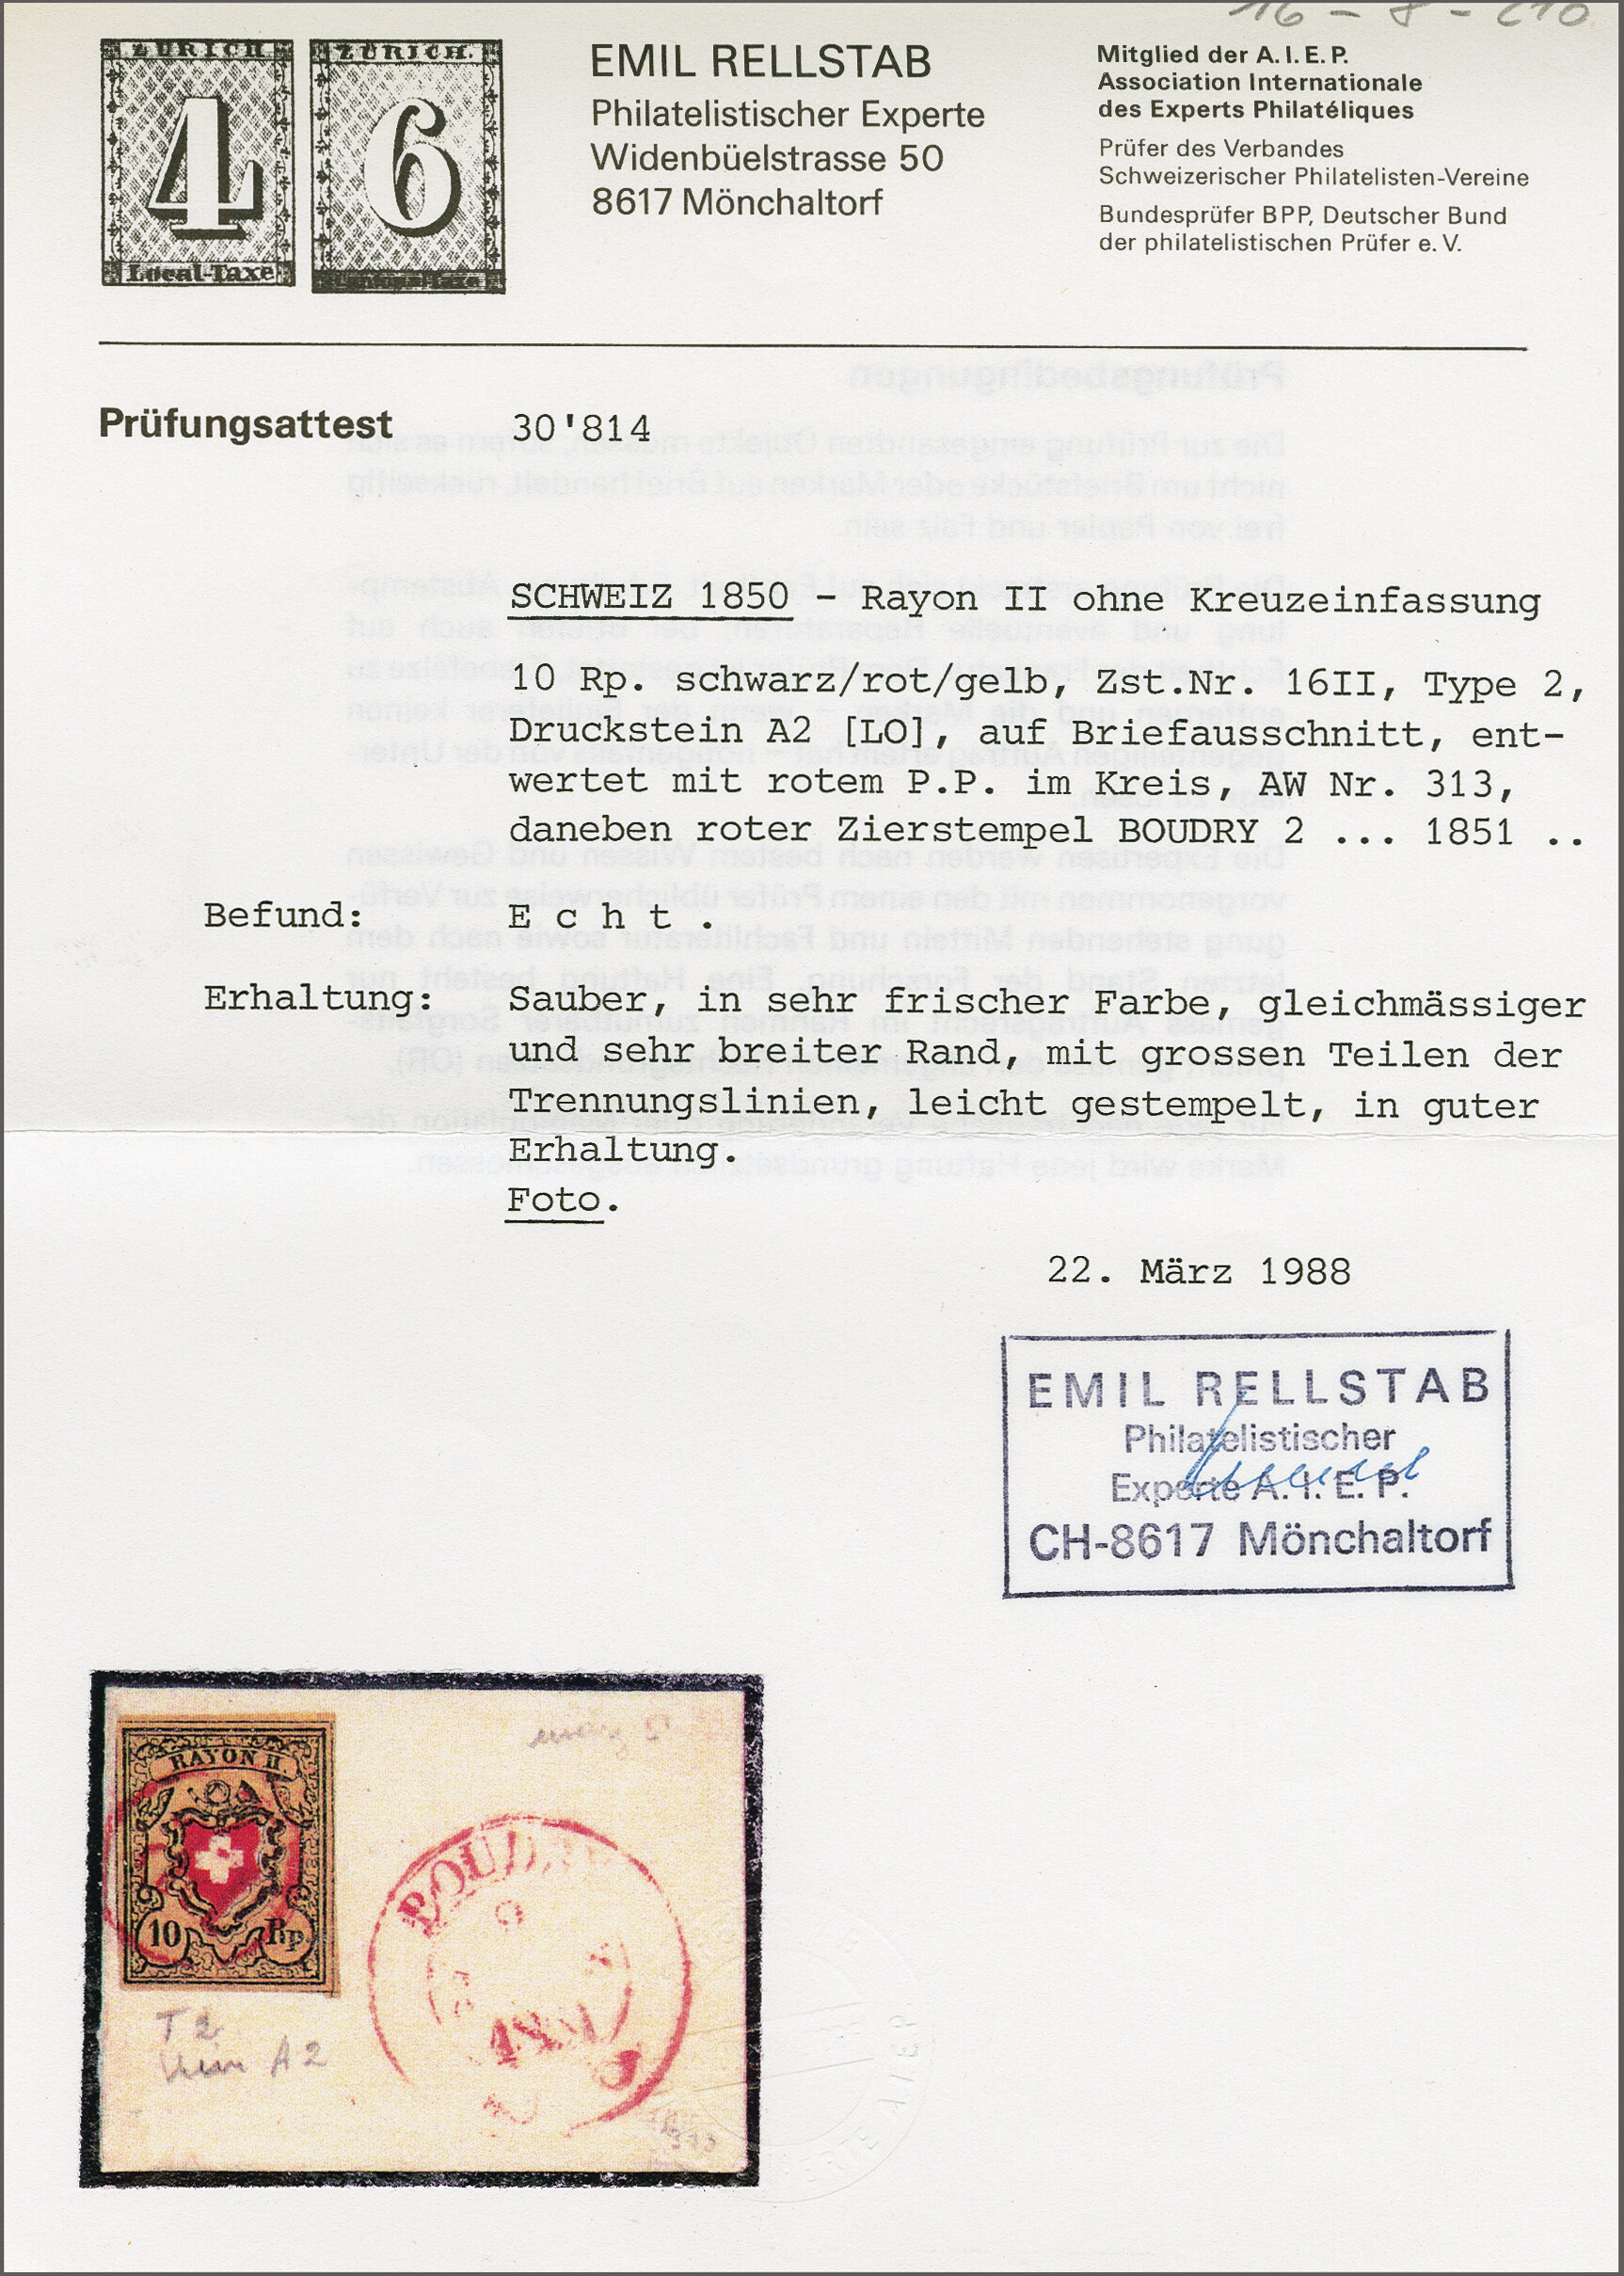 ZÜRICH
4
Local-Taxe
ZÜRICH.
6
EMIL RELLSTAB
Philatelistischer Experte
Widenbüelstrasse 50
8617 Mönchaltorf
Mitglied der A.I.E.P.
Association Internationale
des Experts Philatéliques
Prüfer des Verbandes
Schweizerischer Philatelisten-Vereine
Bundesprüfer BPP, Deutscher Bund
der philatelistischen Prüfer e.V.
Prüfungsattest 30'814
SCHWEIZ 1850 - Rayon II ohne Kreuzeinfassung
10 Rp. schwarz/rot/gelb, Zst.Nr. 16II, Type 2,
Druckstein A2 [LO], auf Briefausschnitt, ent-
wertet mit rotem P.P. im Kreis, AW Nr. 313,
daneben roter Zierstempel BOUDRY 2 ... 1851 ..
Befund: E c h t .
Erhaltung: Sauber, in sehr frischer Farbe, gleichmässiger
und sehr breiter Rand, mit grossen Teilen der
Trennungslinien, leicht gestempelt, in guter
Erhaltung.
Foto.
22. März 1988
EMIL RELLSTAB
Philatelistischer
Experte A.I.E.P.
CH-8617 Mönchaltorf
RAYON II.
10 Rp.
T2
A2